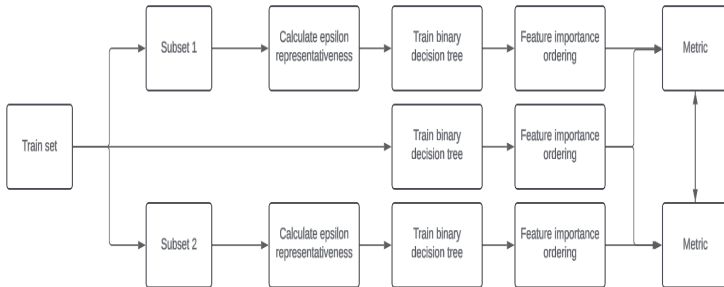 Subset 1
Calculate epsilon
representativeness
Train binary
decision tree
Feature importance
ordering
Metric
Train set
Train binary
decision tree
Feature importance
ordering
Subset 2
Calculate epsilon
representativeness
Train binary
decision tree
Feature importance
ordering
Metric